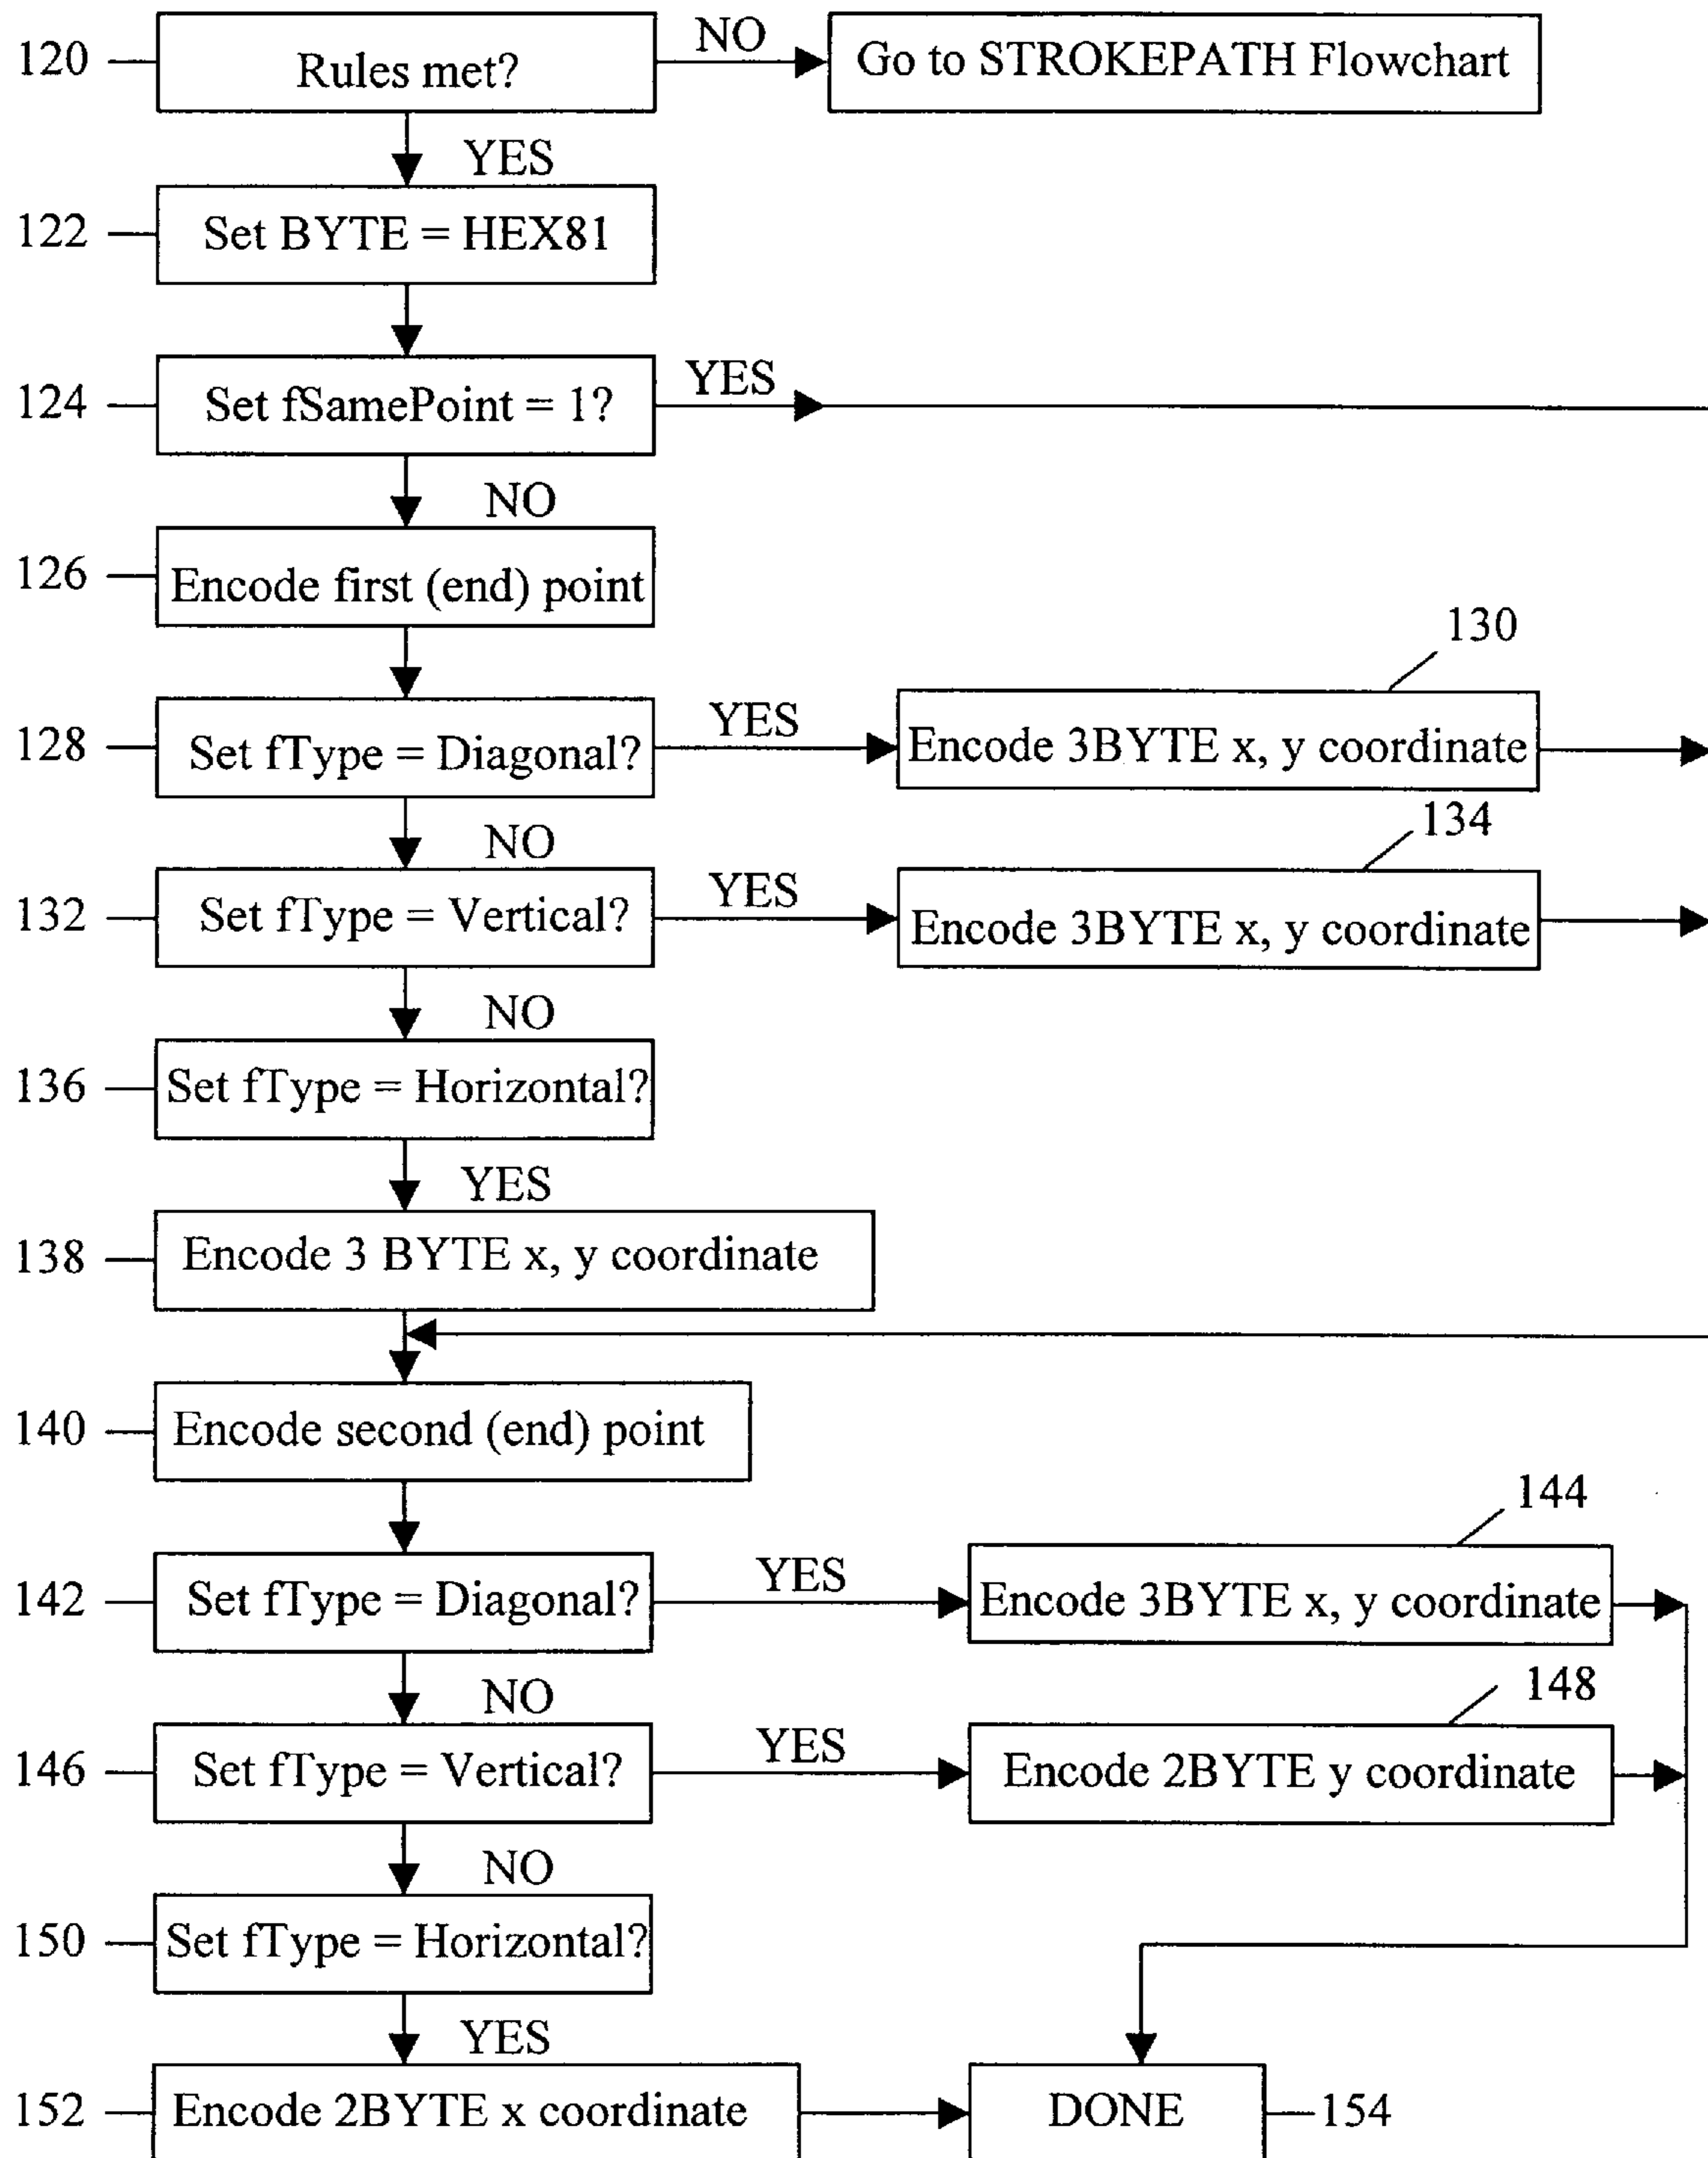 120
Rules met?
NO
Go to STROKEPATH Flowchart
YES
122
Set BYTE = HEX81
124
Set fSamePoint = 1?
YES
NO
126
Encode first (end) point
130
128
Set fType = Diagonal?
YES
Encode 3BYTE x, y coordinate
NO
134
132
Set fType = Vertical?
YES
Encode 3BYTE x, y coordinate
NO
136
Set fType = Horizontal?
YES
138
Encode 3 BYTE x, y coordinate
140
Encode second (end) point
144
142
Set fType = Diagonal?
YES
Encode 3BYTE x, y coordinate
NO
148
146
Set fType = Vertical?
YES
Encode 2BYTE y coordinate
NO
150
Set fType = Horizontal?
YES
152
Encode 2BYTE x coordinate
DONE
154